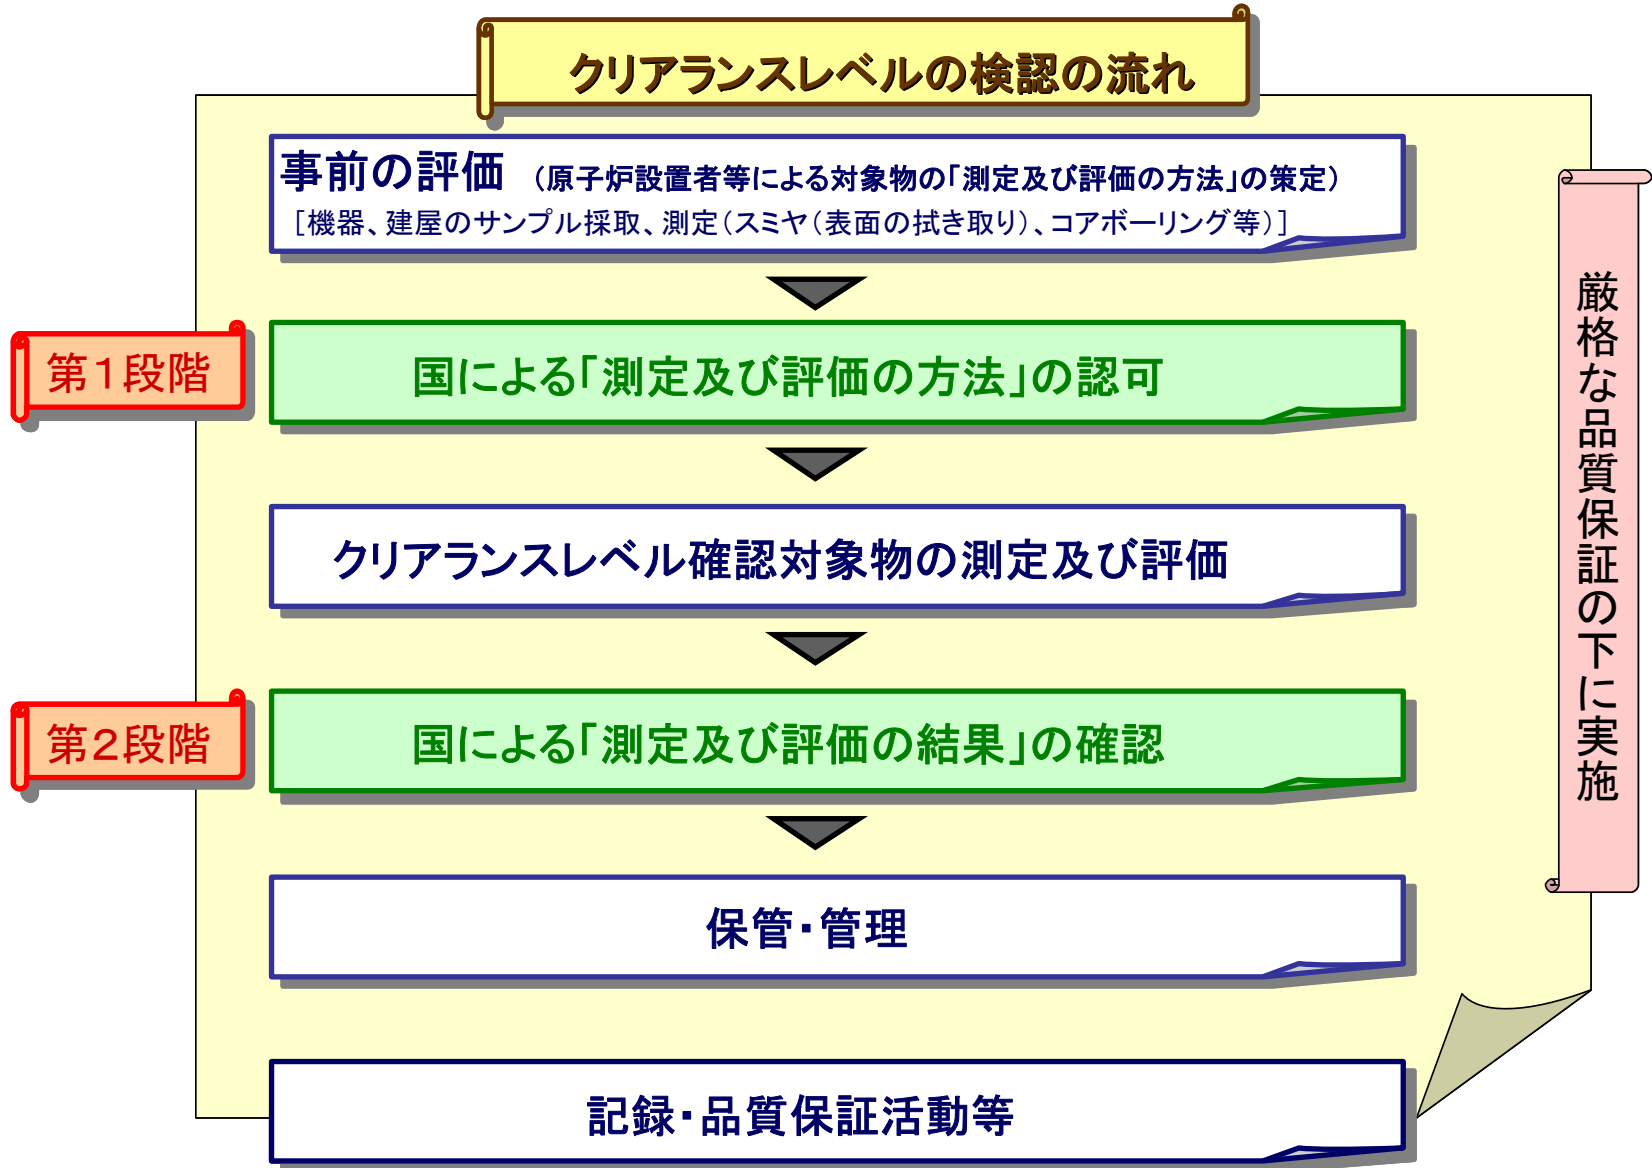 クリアランスレベルの検認の流れ
事前の評価 (原子炉設置者等による対象物の「測定及び評価の方法」の策定)
[機器、建屋のサンプル採取、測定(スミヤ(表面の拭き取り)、コアボーリング等)]
第1段階
国による「測定及び評価の方法」の認可
クリアランスレベル確認対象物の測定及び評価
第2段階
国による「測定及び評価の結果」の確認
保管・管理
記録・品質保証活動等
厳格な品質保証の下に実施